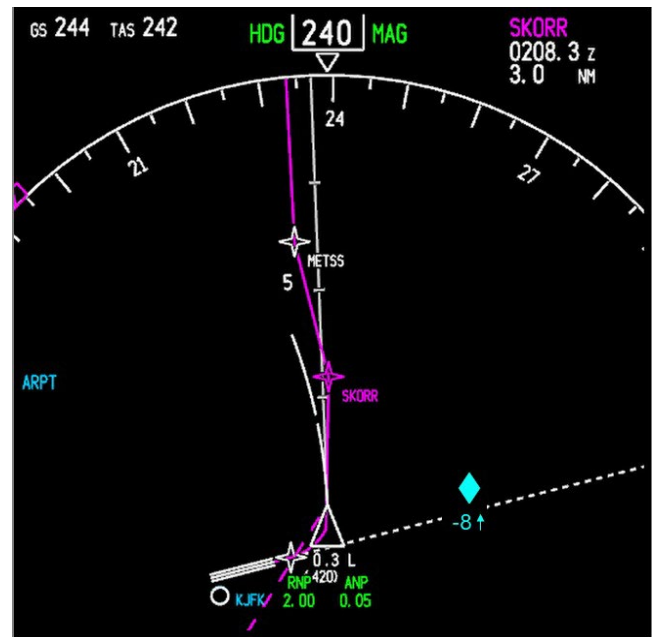 GS 244 TAS 242
HDG 240 MAG
SKORR
0208.3 Z
3.0 NM
24
21
27
METSS
5
ARPT
SKORR
-8↑
0.3 L
(420)
RNP ANP
2.00 0.05
KJFK